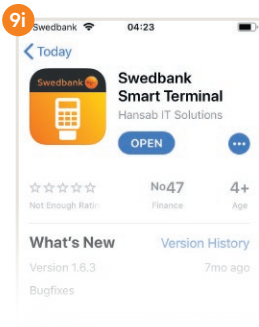 9i
Swedbank 04:23
Today
Swedbank
Swedbank
Smart Terminal
Hansab IT Solutions
OPEN
No47 4+
Not Enough Ratin Finance Age
What's New Version History
Version 1.6.3 7mo ago
Bugfixes